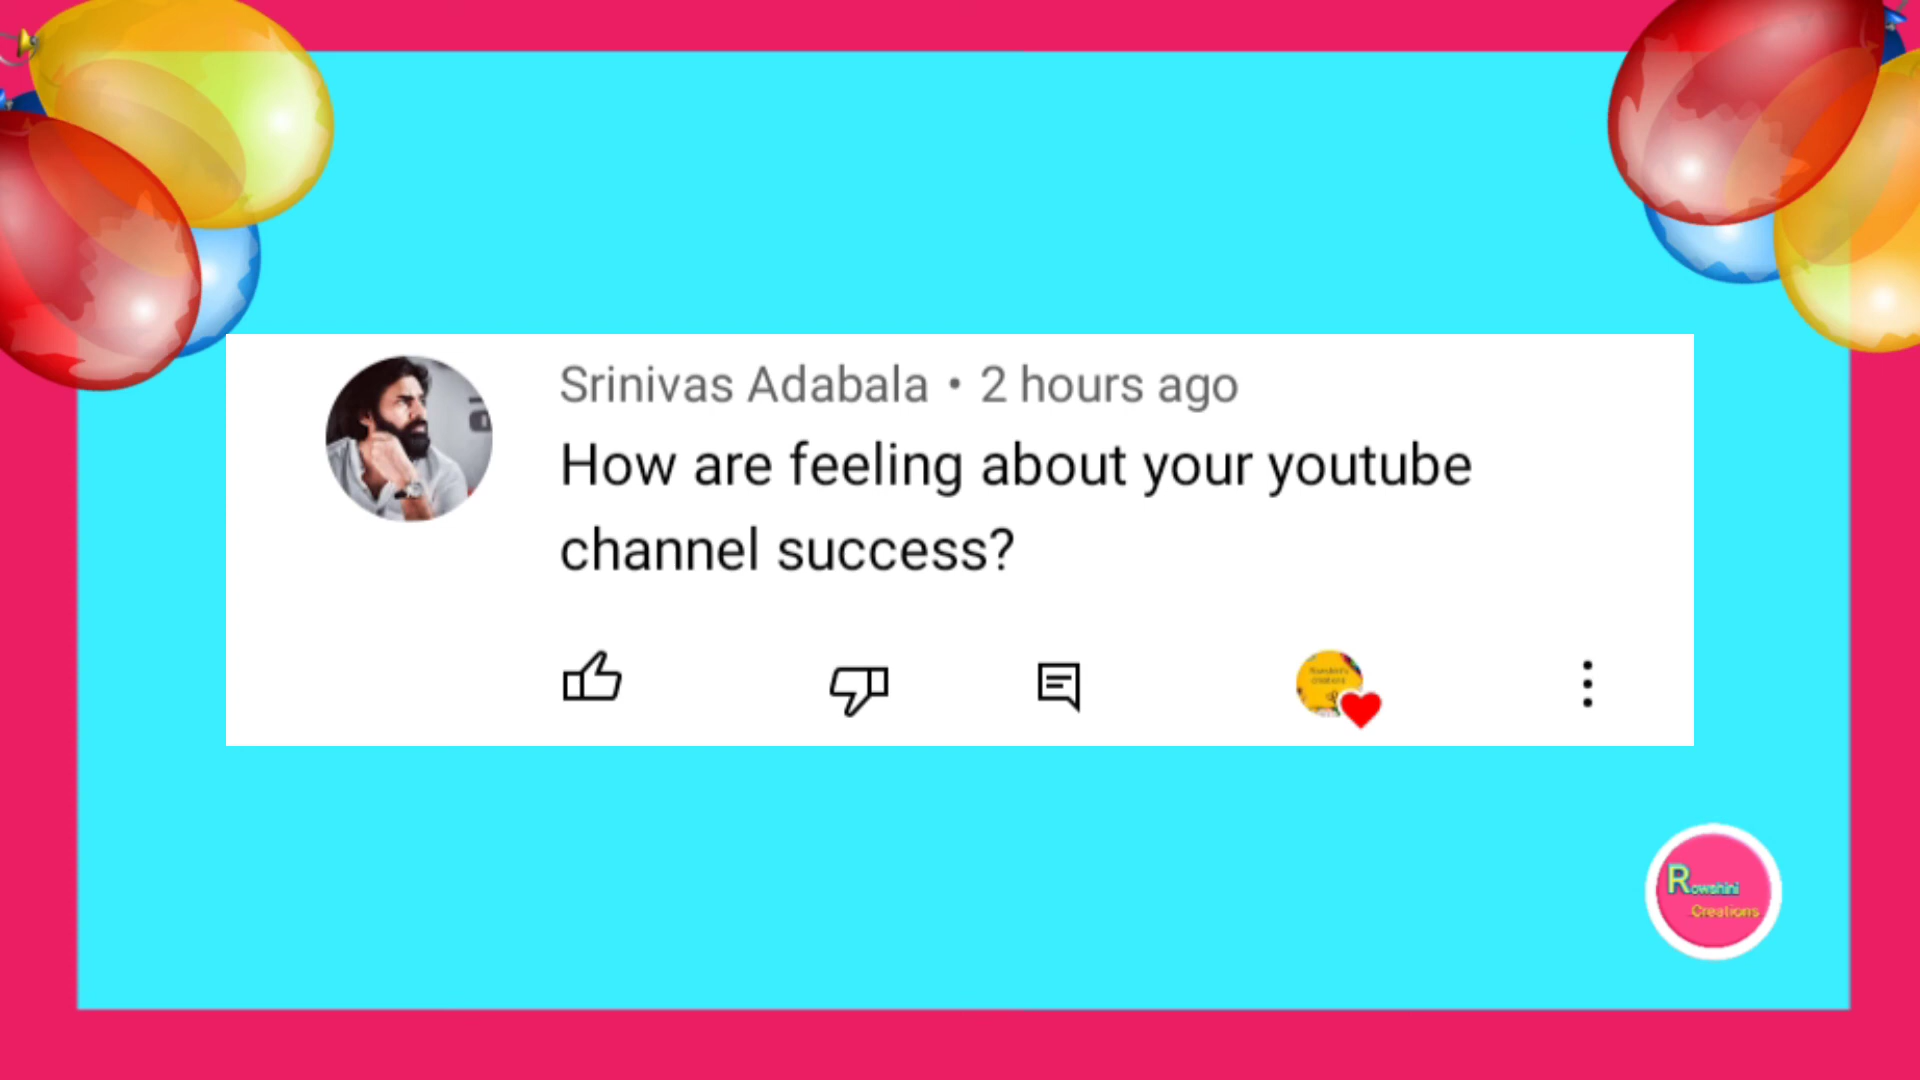 Srinivas Adabala • 2 hours ago
How are feeling about your youtube
channel success?
Rowshini
Creations